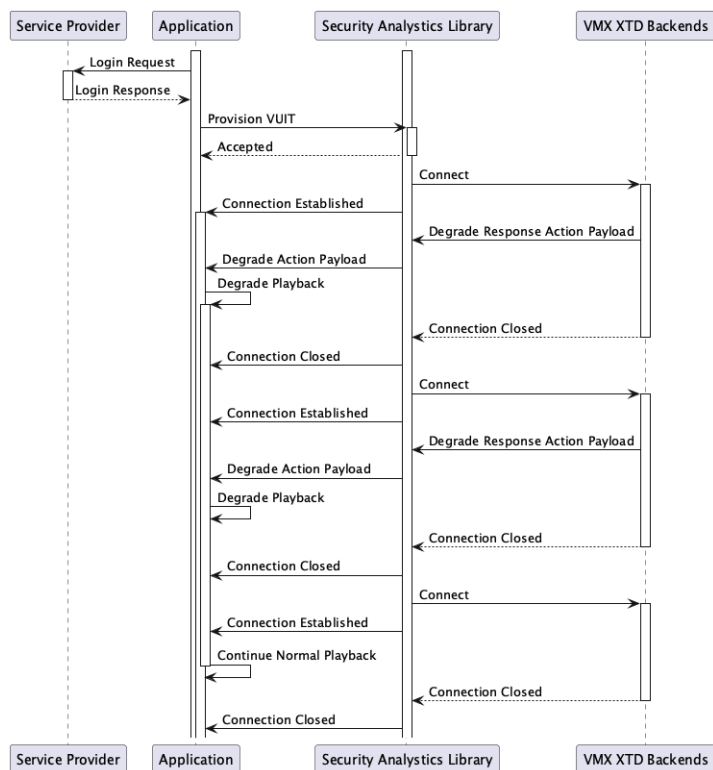 Service Provider
Application
Security Analystics Library
VMX XTD Backends
Login Request
Login Response
Provision VUIT
Accepted
Connect
Connection Established
Degrade Response Action Payload
Degrade Action Payload
Degrade Playback
Connection Closed
Connection Closed
Connect
Connection Established
Degrade Response Action Payload
Degrade Action Payload
Degrade Playback
Connection Closed
Connection Closed
Connect
Connection Established
Continue Normal Playback
Connection Closed
Connection Closed
Service Provider
Application
Security Analystics Library
VMX XTD Backends